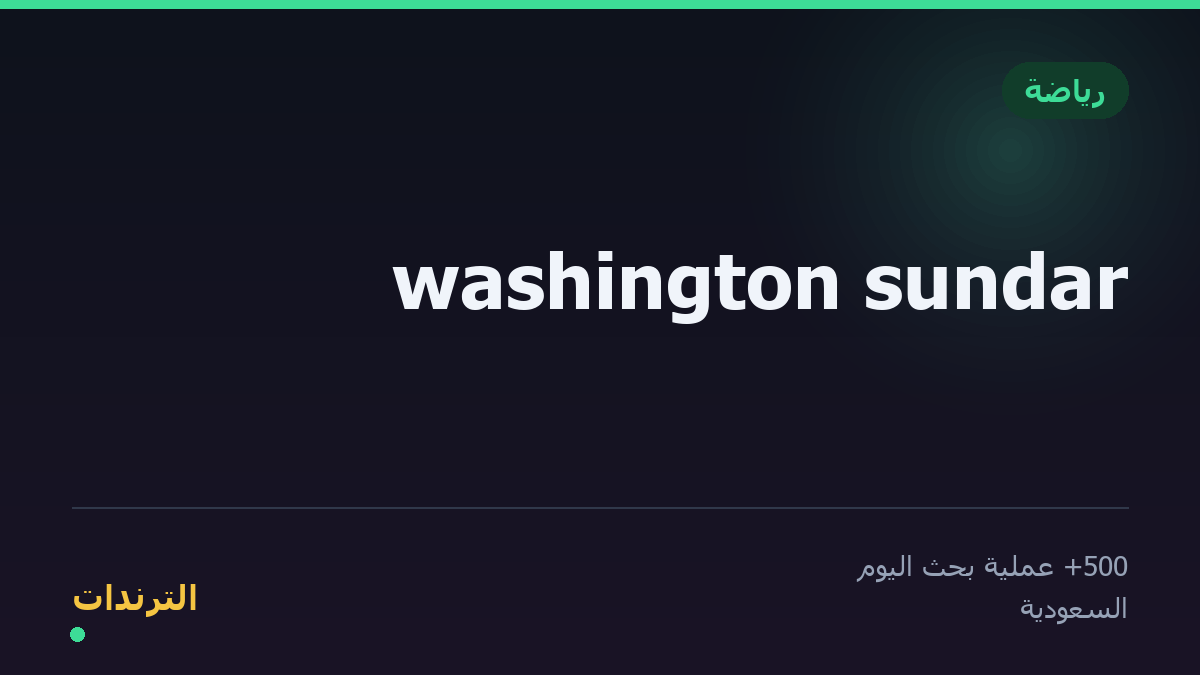 رياضة
washington sundar
500+ عملية بحث اليوم
السعودية
الترندات